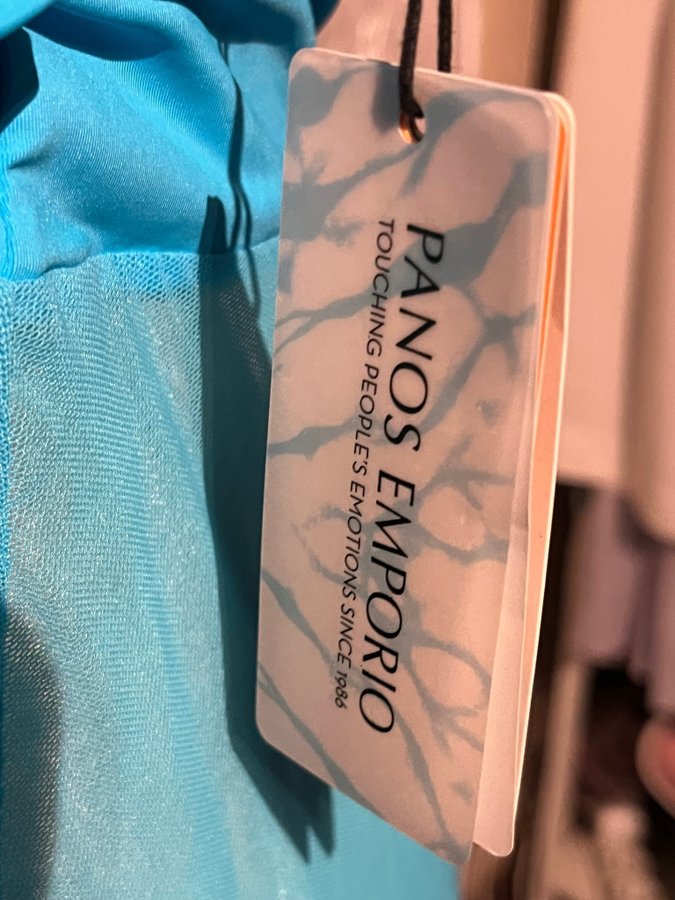 PANOS EMPORIO
TOUCHING PEOPLE'S EMOTIONS SINCE 1986